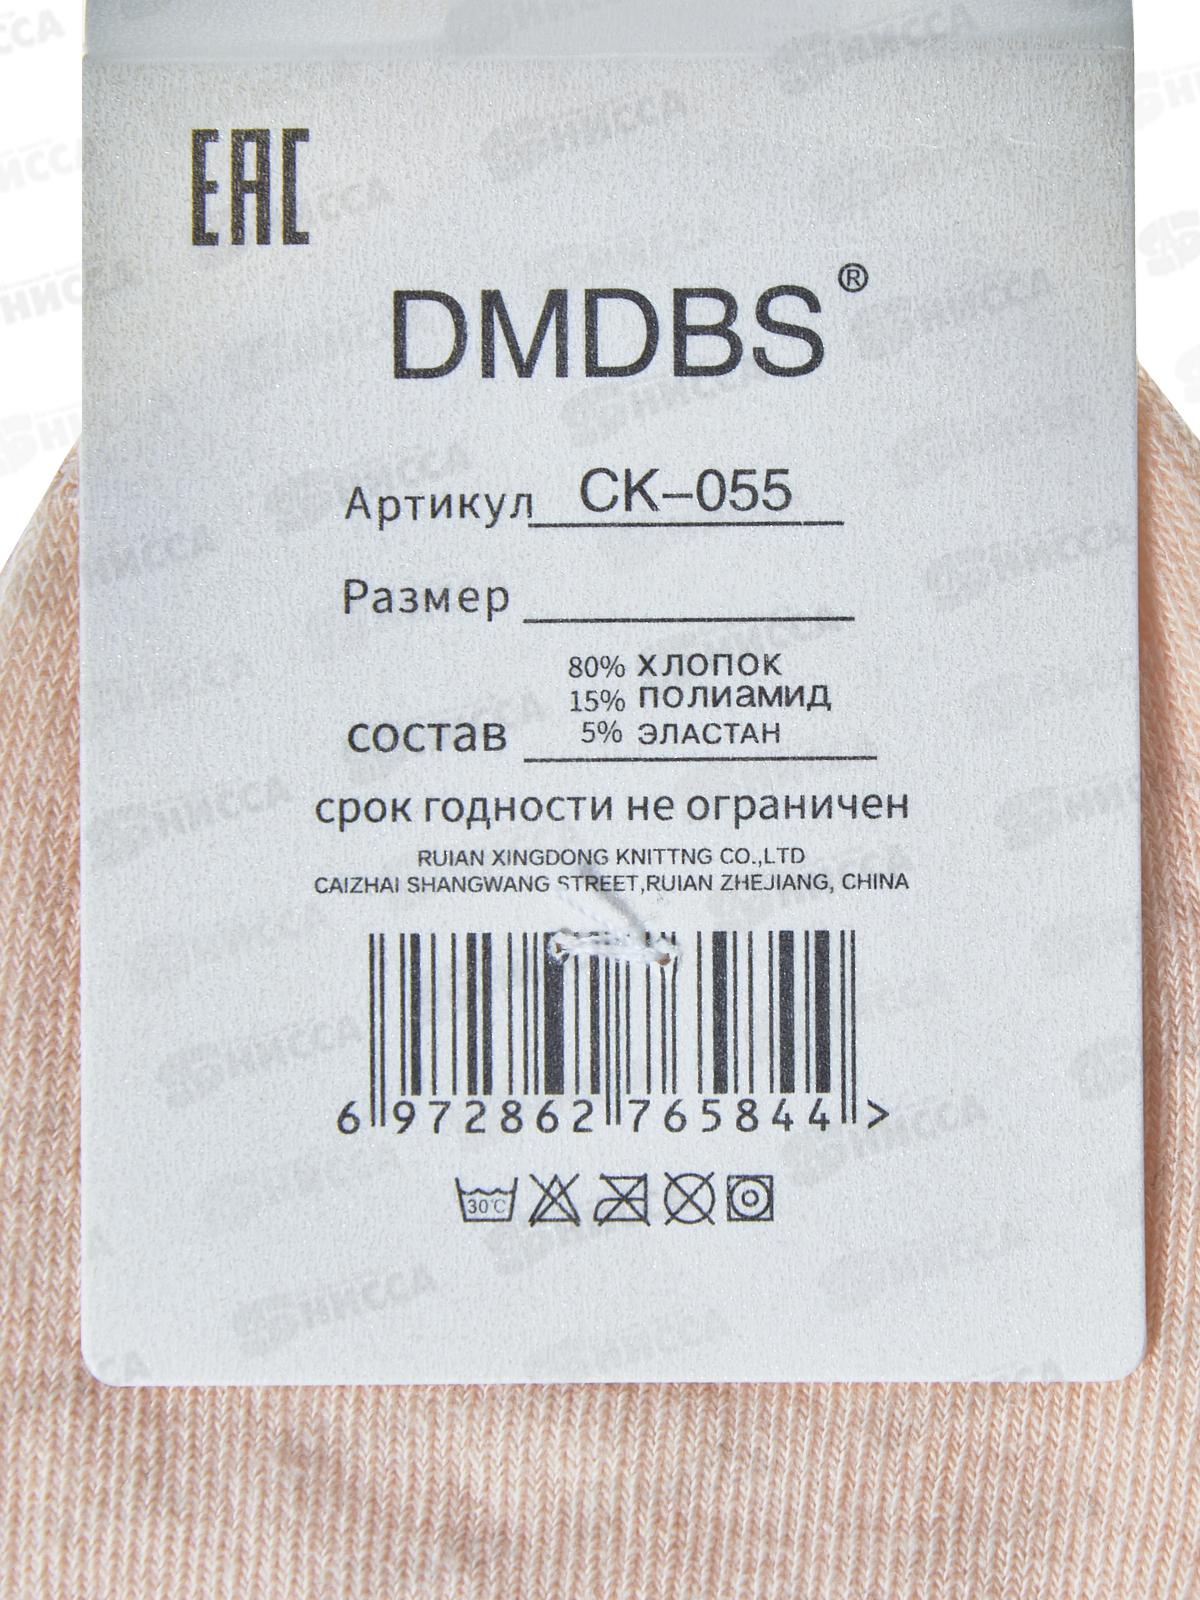 EAC
DMDBS®
Артикул CK–055
Размер
80% ХЛОПОК
15% ПОЛИАМИД
состав 5% ЭЛАСТАН
срок годности не ограничен
RUIAN XINGDONG KNITTNG CO.,LTD
CAIZHAI SHANGWANG STREET,RUIAN ZHEJIANG, CHINA
6 972862 765844 >
30℃
НИССА